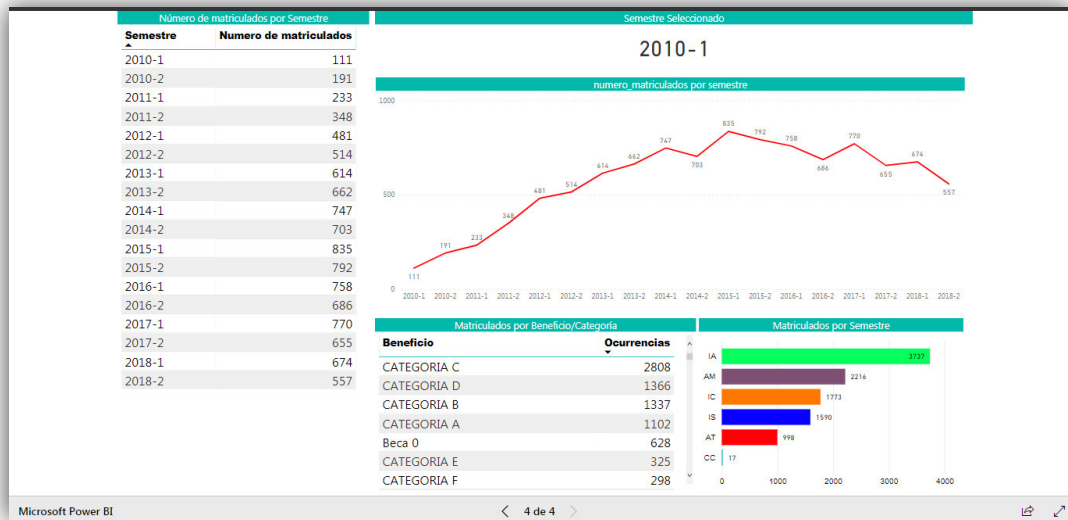 Número de matriculados por Semestre
Semestre Numero de matriculados
2010-1 111
2010-2 191
2011-1 233
2011-2 348
2012-1 481
2012-2 514
2013-1 614
2013-2 662
2014-1 747
2014-2 703
2015-1 835
2015-2 792
2016-1 758
2016-2 686
2017-1 770
2017-2 655
2018-1 674
2018-2 557
Semestre Seleccionado
2010-1
numero_matriculados por semestre
1000
500
0
111 191 233 348 481 514 614 662 747 703 835 792 758 686 770 655 674 557
2010-1 2010-2 2011-1 2011-2 2012-1 2012-2 2013-1 2013-2 2014-1 2014-2 2015-1 2015-2 2016-1 2016-2 2017-1 2017-2 2018-1 2018-2
Matriculados por Beneficio/Categoría
Beneficio Ocurrencias
CATEGORIA C 2808
CATEGORIA D 1366
CATEGORIA B 1337
CATEGORIA A 1102
Beca 0 628
CATEGORIA E 325
CATEGORIA F 298
Matriculados por Semestre
IA 3737
AM 2216
IC 1773
IS 1590
AT 998
CC 17
0 1000 2000 3000 4000
Microsoft Power BI
4 de 4